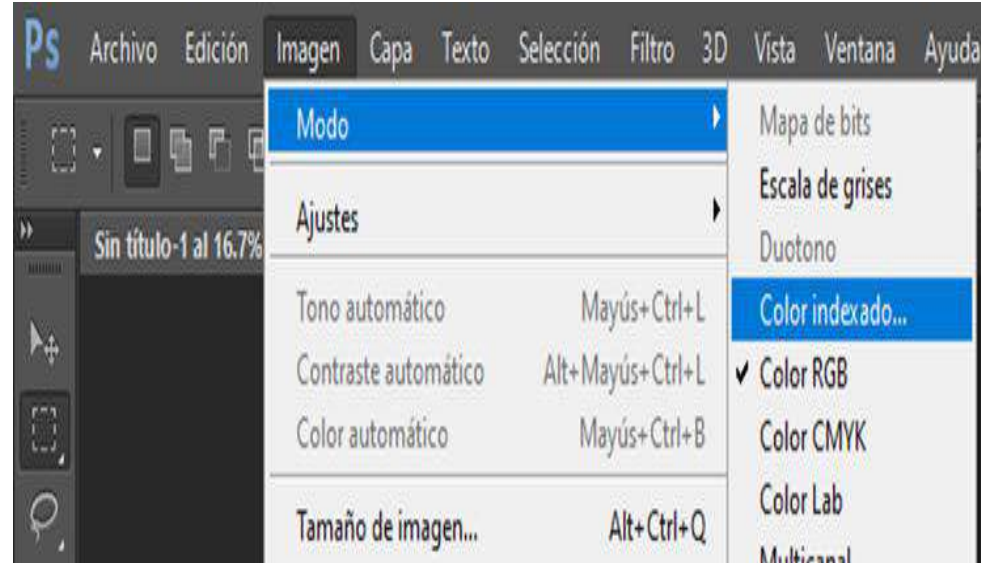 Ps Archivo Edición Imagen Capa Texto Selección Filtro 3D Vista Ventana Ayuda
Sin título-1 al 16.7%
Modo
Ajustes
Tono automático Mayús+Ctrl+L
Contraste automático Alt+Mayús+Ctrl+L
Color automático Mayús+Ctrl+B
Tamaño de imagen... Alt+Ctrl+Q
Mapa de bits
Escala de grises
Duotono
Color indexado...
Color RGB
Color CMYK
Color Lab
Multicanal